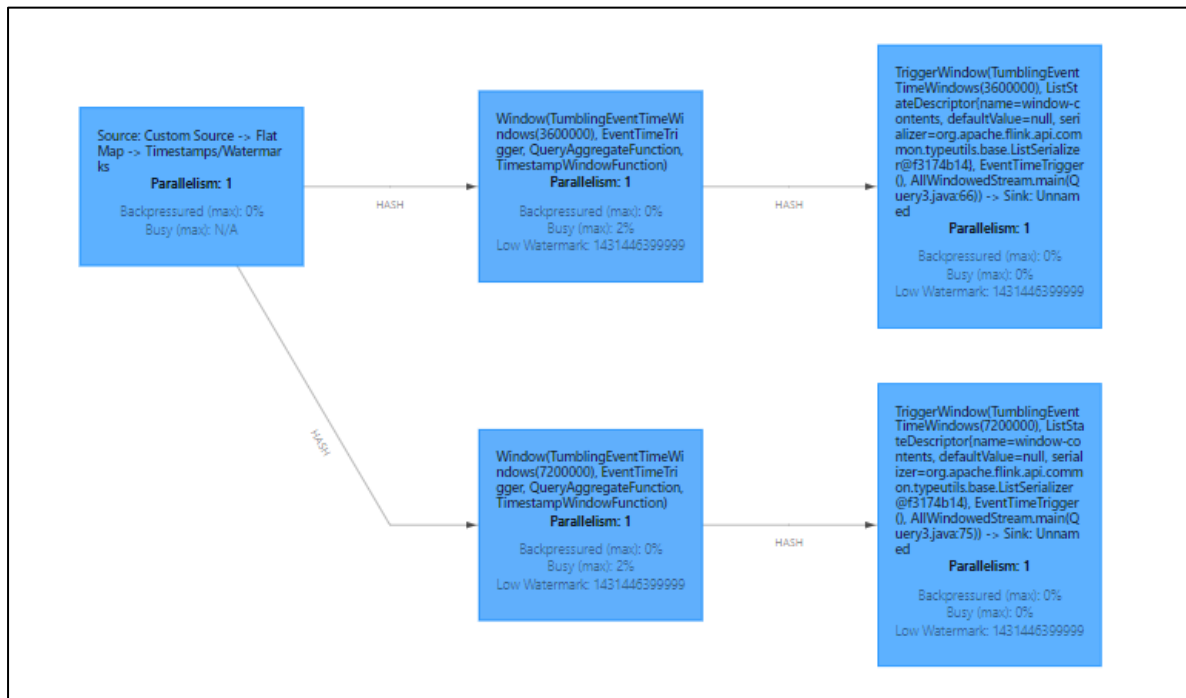 Source: Custom Source -> Flat
Map -> Timestamps/Waterma
rks
Parallelism: 1
Backpressured (max): 0%
Busy (max): N/A
HASH
Window(TumblingEventTimeWi
ndows(3600000), EventTimeTri
gger, QueryAggregateFunction,
TimestampWindowFunction)
Parallelism: 1
Backpressured (max): 0%
Busy (max): 2%
Low Watermark: 1431446399999
HASH
TriggerWindow(TumblingEvent
TimeWindows(3600000), ListSt
ateDescriptor{name=window-c
ontents, defaultValue=null, seri
alizer=org.apache.flink.api.com
mon.typeutils.base.ListSerialize
r@f3174b14}, EventTimeTrigger
(), AllWindowedStream.main(Q
uery3.java:66)) -> Sink: Unnam
ed
Parallelism: 1
Backpressured (max): 0%
Busy (max): 0%
Low Watermark: 1431446399999
HASH
Window(TumblingEventTimeWi
ndows(7200000), EventTimeTri
gger, QueryAggregateFunction,
TimestampWindowFunction)
Parallelism: 1
Backpressured (max): 0%
Busy (max): 2%
Low Watermark: 1431446399999
HASH
TriggerWindow(TumblingEvent
TimeWindows(7200000), ListSta
teDescriptor{name=window-co
ntents, defaultValue=null, serial
izer=org.apache.flink.api.comm
on.typeutils.base.ListSerializer
@f3174b14}, EventTimeTrigger
(), AllWindowedStream.main(Q
uery3.java:75)) -> Sink: Unnam
ed
Parallelism: 1
Backpressured (max): 0%
Busy (max): 0%
Low Watermark: 1431446399999